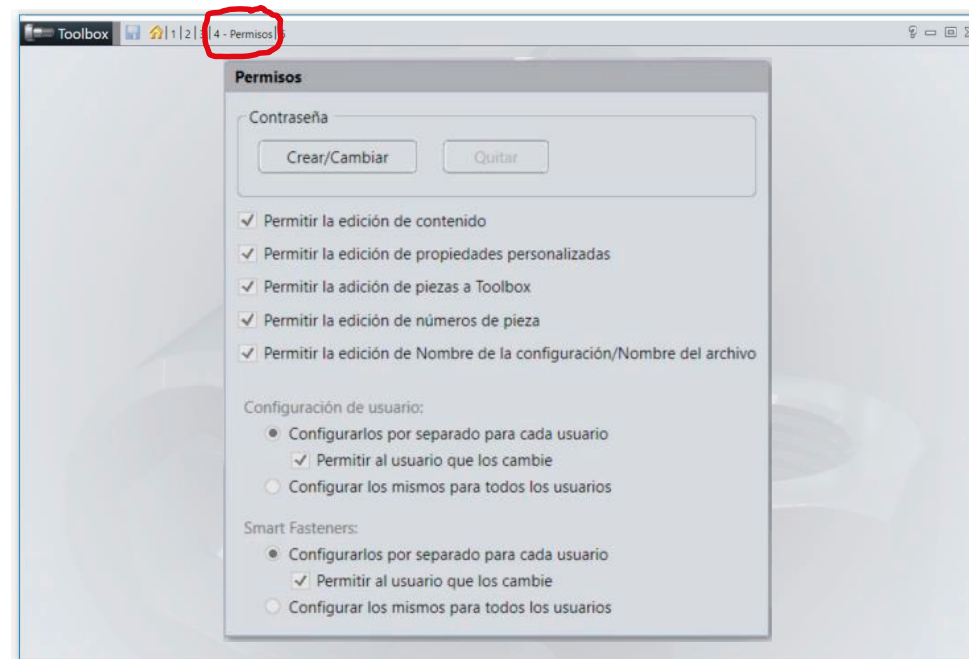 Toolbox | 1 | 2 | 3 | 4 - Permisos | 5
Permisos
Contraseña
Crear/Cambiar Quitar
Permitir la edición de contenido
Permitir la edición de propiedades personalizadas
Permitir la adición de piezas a Toolbox
Permitir la edición de números de pieza
Permitir la edición de Nombre de la configuración/Nombre del archivo
Configuración de usuario:
Configurarlos por separado para cada usuario
Permitir al usuario que los cambie
Configurar los mismos para todos los usuarios
Smart Fasteners:
Configurarlos por separado para cada usuario
Permitir al usuario que los cambie
Configurar los mismos para todos los usuarios